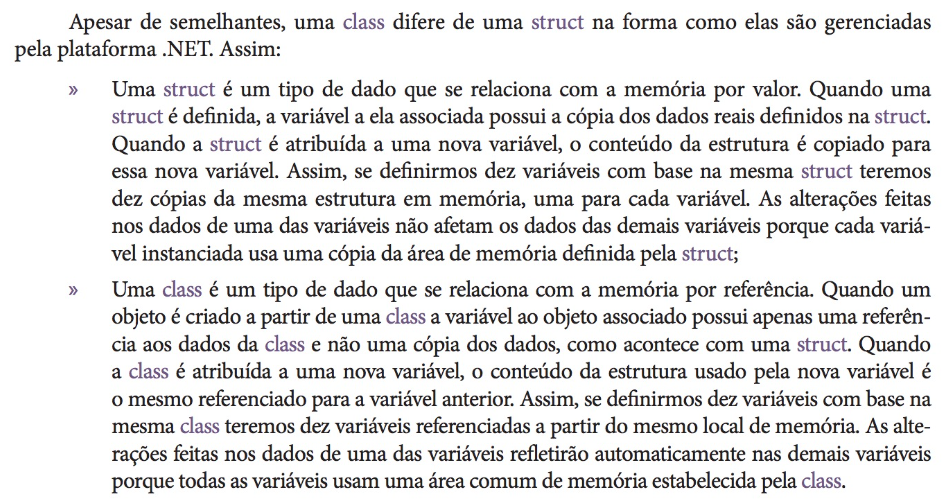 Apesar de semelhantes, uma class difere de uma struct na forma como elas são gerenciadas
pela plataforma .NET. Assim:
» Uma struct é um tipo de dado que se relaciona com a memória por valor. Quando uma
struct é definida, a variável a ela associada possui a cópia dos dados reais definidos na struct.
Quando a struct é atribuída a uma nova variável, o conteúdo da estrutura é copiado para
essa nova variável. Assim, se definirmos dez variáveis com base na mesma struct teremos
dez cópias da mesma estrutura em memória, uma para cada variável. As alterações feitas
nos dados de uma das variáveis não afetam os dados das demais variáveis porque cada variá-
vel instanciada usa uma cópia da área de memória definida pela struct;
» Uma class é um tipo de dado que se relaciona com a memória por referência. Quando um
objeto é criado a partir de uma class a variável ao objeto associado possui apenas uma referên-
cia aos dados da class e não uma cópia dos dados, como acontece com uma struct. Quando
a class é atribuída a uma nova variável, o conteúdo da estrutura usado pela nova variável é
o mesmo referenciado para a variável anterior. Assim, se definirmos dez variáveis com base na
mesma class teremos dez variáveis referenciadas a partir do mesmo local de memória. As alte-
rações feitas nos dados de uma das variáveis refletirão automaticamente nas demais variáveis
porque todas as variáveis usam uma área comum de memória estabelecida pela class.